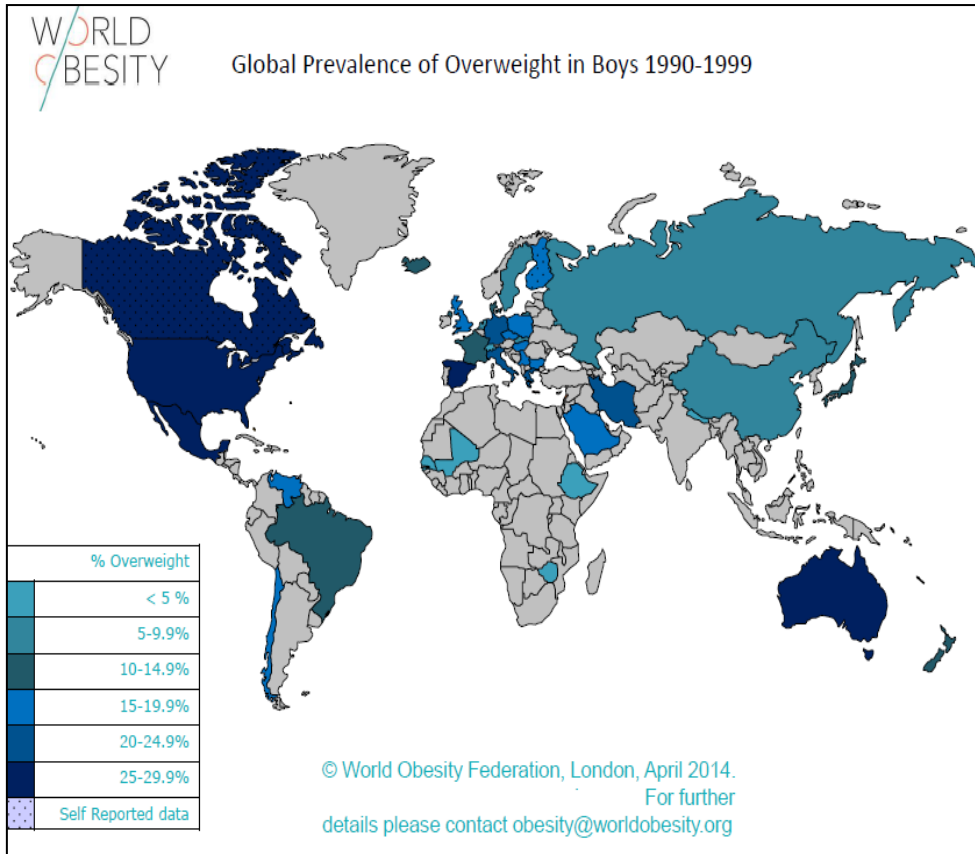 WORLD
OBESITY
Global Prevalence of Overweight in Boys 1990-1999
% Overweight
< 5 %
5-9.9%
10-14.9%
15-19.9%
20-24.9%
25-29.9%
Self Reported data
© World Obesity Federation, London, April 2014.
For further
details please contact obesity@worldobesity.org